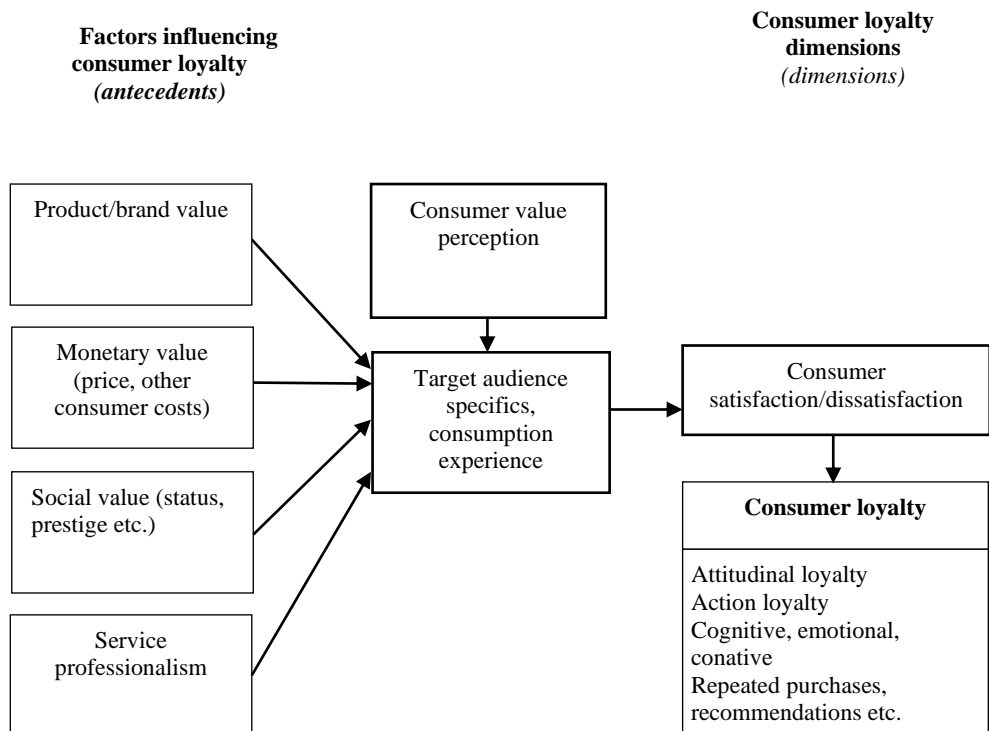 Factors influencing
consumer loyalty
(antecedents)
Consumer loyalty
dimensions
(dimensions)
Product/brand value
Monetary value
(price, other
consumer costs)
Social value (status,
prestige etc.)
Service
professionalism
Consumer value
perception
Target audience
specifics,
consumption
experience
Consumer
satisfaction/dissatisfaction
Consumer loyalty
Attitudinal loyalty
Action loyalty
Cognitive, emotional,
conative
Repeated purchases,
recommendations etc.